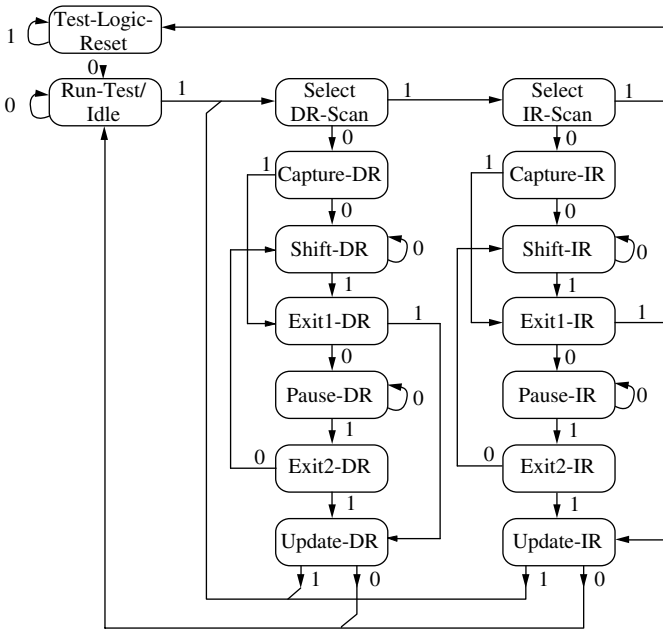 Test-Logic-
Reset
1
0
Run-Test/
Idle
0
1
Select
DR-Scan
1
Select
IR-Scan
1
0
0
1
Capture-DR
1
Capture-IR
0
0
Shift-DR
0
Shift-IR
0
1
1
Exit1-DR
1
Exit1-IR
1
0
0
Pause-DR
0
Pause-IR
0
1
1
0
Exit2-DR
0
Exit2-IR
1
1
Update-DR
Update-IR
1
0
1
0